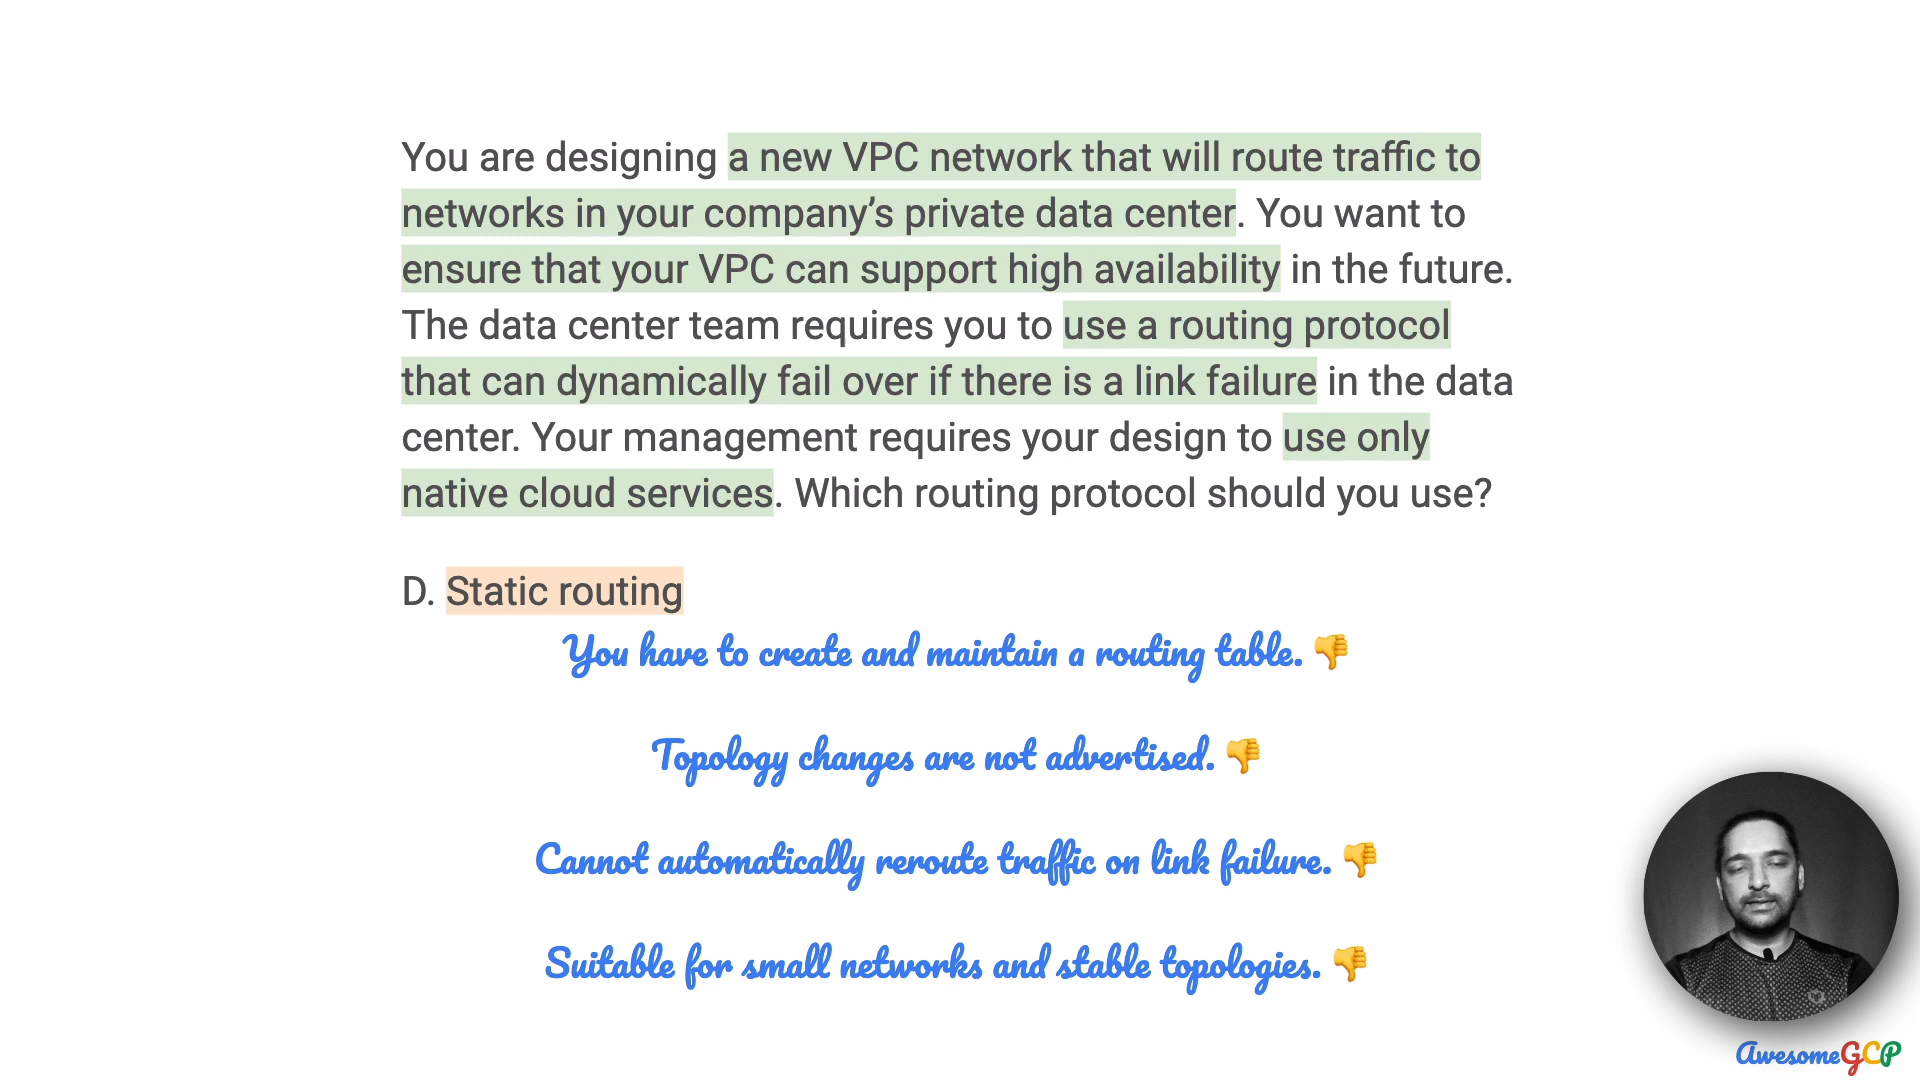 You are designing a new VPC network that will route traffic to
networks in your company’s private data center. You want to
ensure that your VPC can support high availability in the future.
The data center team requires you to use a routing protocol
that can dynamically fail over if there is a link failure in the data
center. Your management requires your design to use only
native cloud services. Which routing protocol should you use?
D. Static routing
You have to create and maintain a routing table. 👎
Topology changes are not advertised. 👎
Cannot automatically reroute traffic on link failure. 👎
Suitable for small networks and stable topologies. 👎
AwesomeGCP